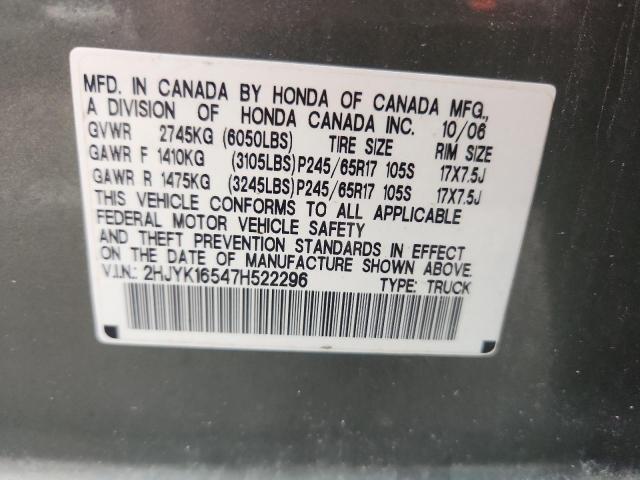 MFD. IN CANADA BY HONDA OF CANADA MFG.,
A DIVISION OF HONDA CANADA INC. 10/06
GVWR 2745KG (6050LBS) TIRE SIZE RIM SIZE
GAWR F 1410KG (3105LBS) P245/65R17 105S 17X7.5J
GAWR R 1475KG (3245LBS) P245/65R17 105S 17X7.5J
THIS VEHICLE CONFORMS TO ALL APPLICABLE
FEDERAL MOTOR VEHICLE SAFETY
AND THEFT PREVENTION STANDARDS IN EFFECT
ON THE DATE OF MANUFACTURE SHOWN ABOVE.
V.I.N.: 2HJYK16547H522296 TYPE: TRUCK